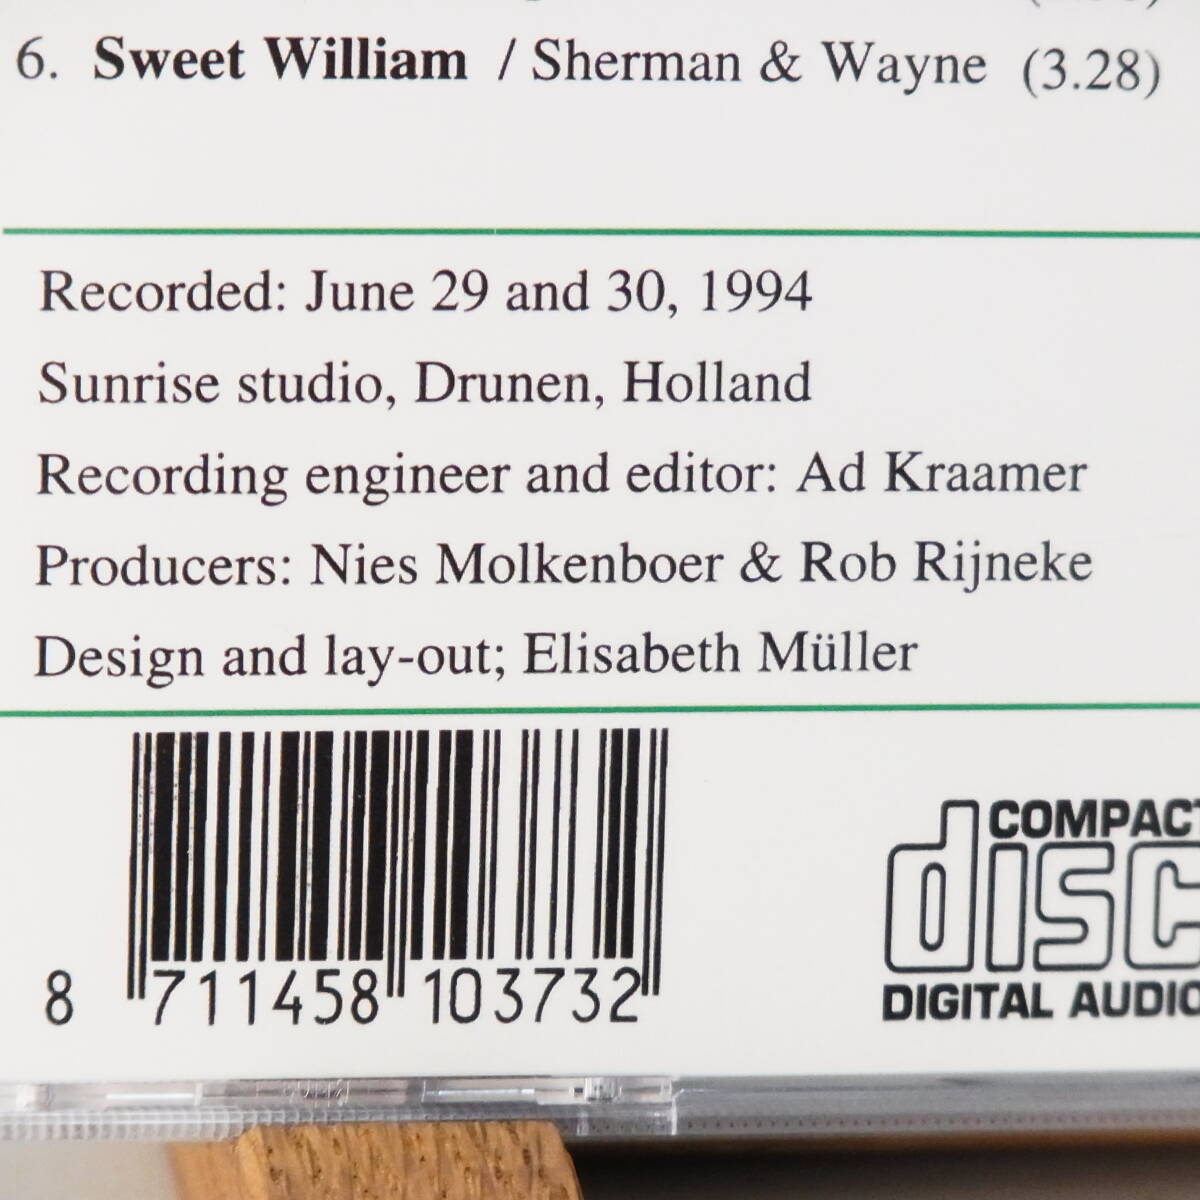 6. Sweet William / Sherman & Wayne (3.28)
Recorded: June 29 and 30, 1994
Sunrise studio, Drunen, Holland
Recording engineer and editor: Ad Kraamer
Producers: Nies Molkenboer & Rob Rijneke
Design and lay-out; Elisabeth Müller
8 711458 103732
COMPACT
disc
DIGITAL AUDIO